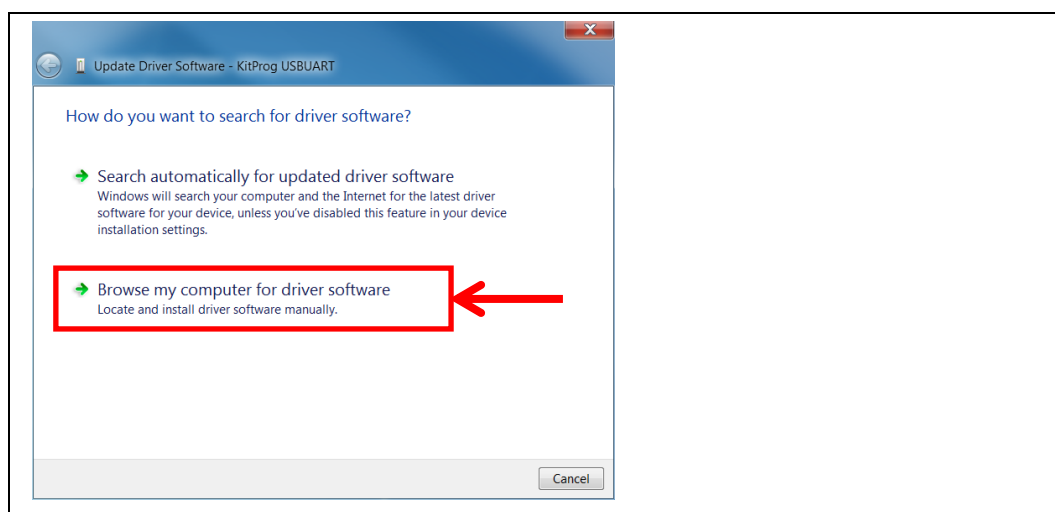 Update Driver Software - KitProg USBUART
How do you want to search for driver software?
Search automatically for updated driver software
Windows will search your computer and the Internet for the latest driver
software for your device, unless you've disabled this feature in your device
installation settings.
Browse my computer for driver software
Locate and install driver software manually.
Cancel